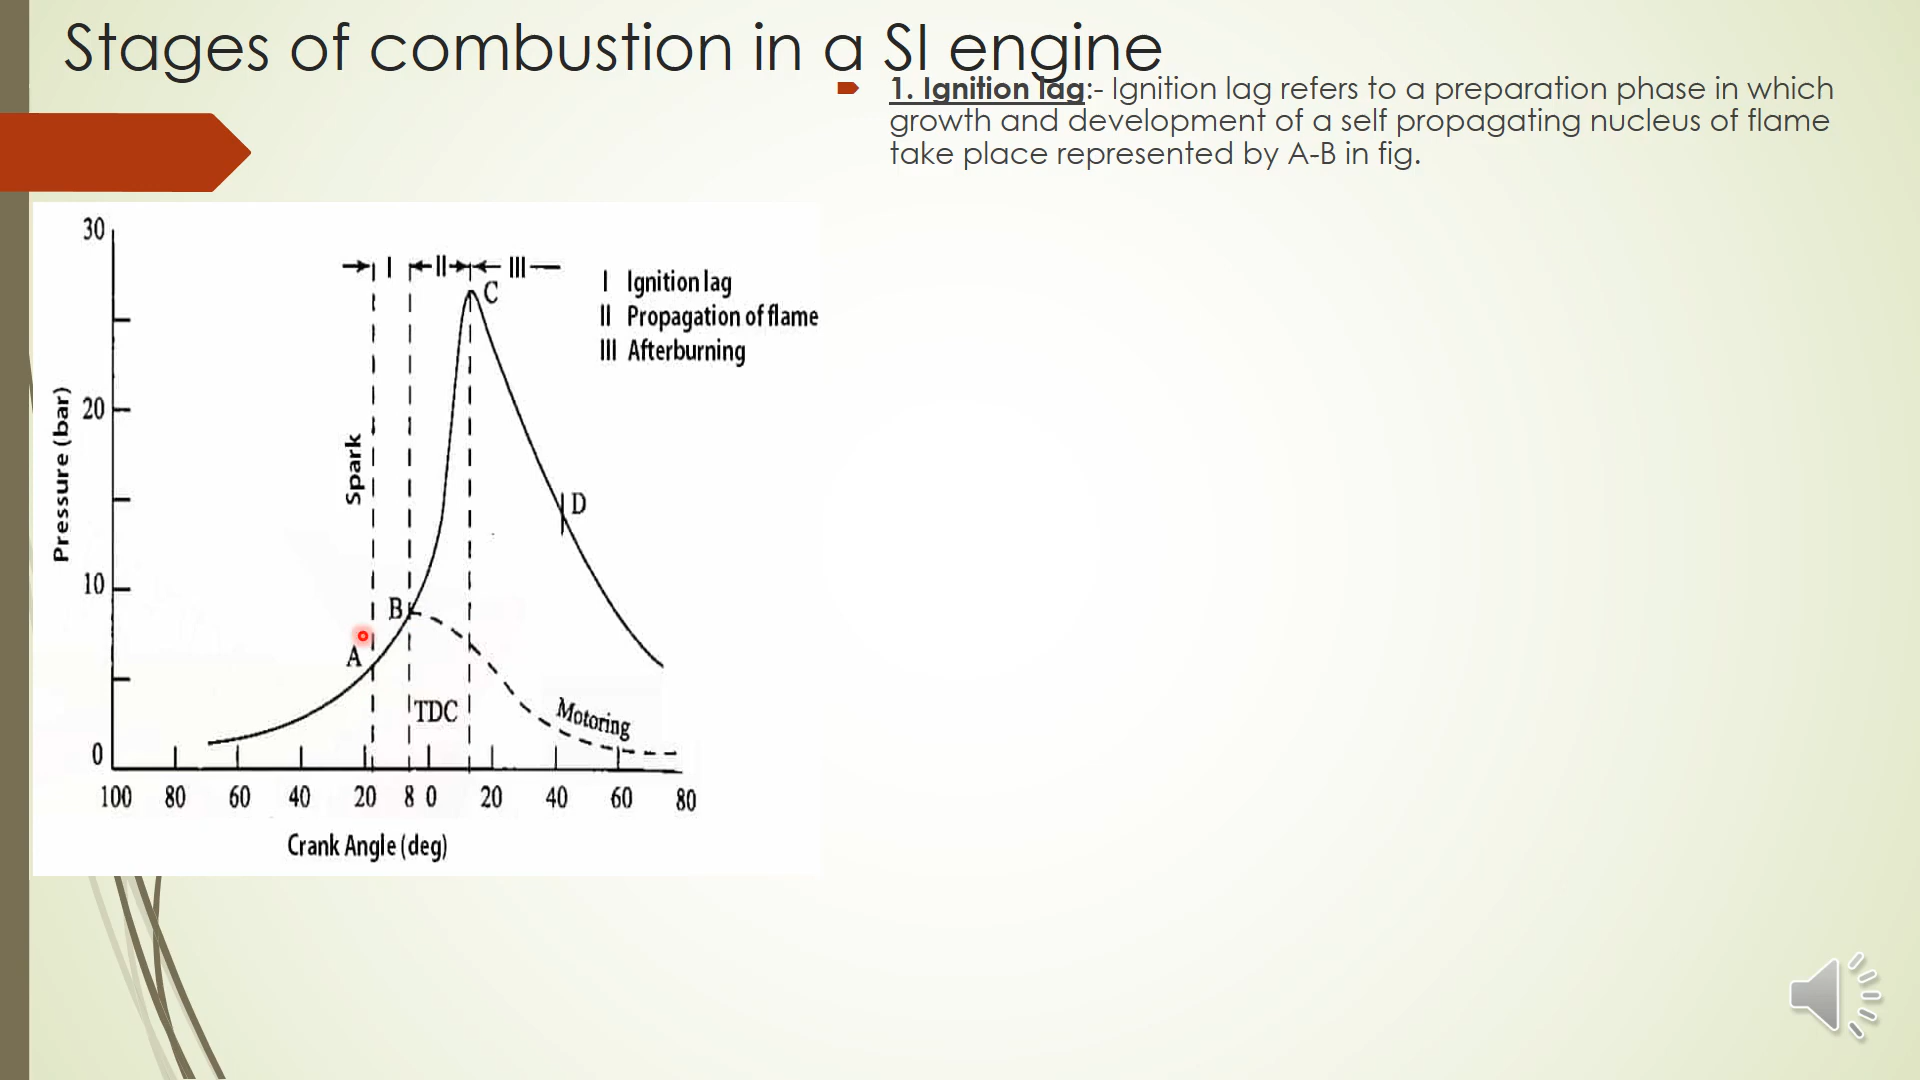 Stages of combustion in a SI engine
1. Ignition lag:- Ignition lag refers to a preparation phase in which
growth and development of a self propagating nucleus of flame
take place represented by A-B in fig.
30
I
II
III
C
I Ignition lag
II Propagation of flame
III Afterburning
20
Pressure (bar)
Spark
D
10
B
A
TDC
Motoring
0
100 80 60 40 20 8 0 20 40 60 80
Crank Angle (deg)